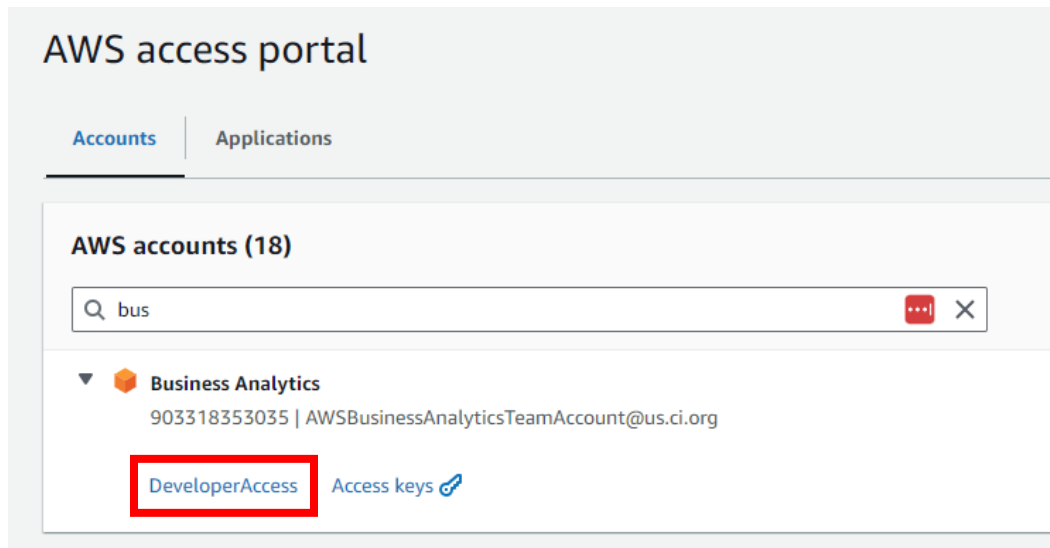 AWS access portal
Accounts
Applications
AWS accounts (18)
bus
Business Analytics
903318353035 | AWSBusinessAnalyticsTeamAccount@us.ci.org
DeveloperAccess
Access keys